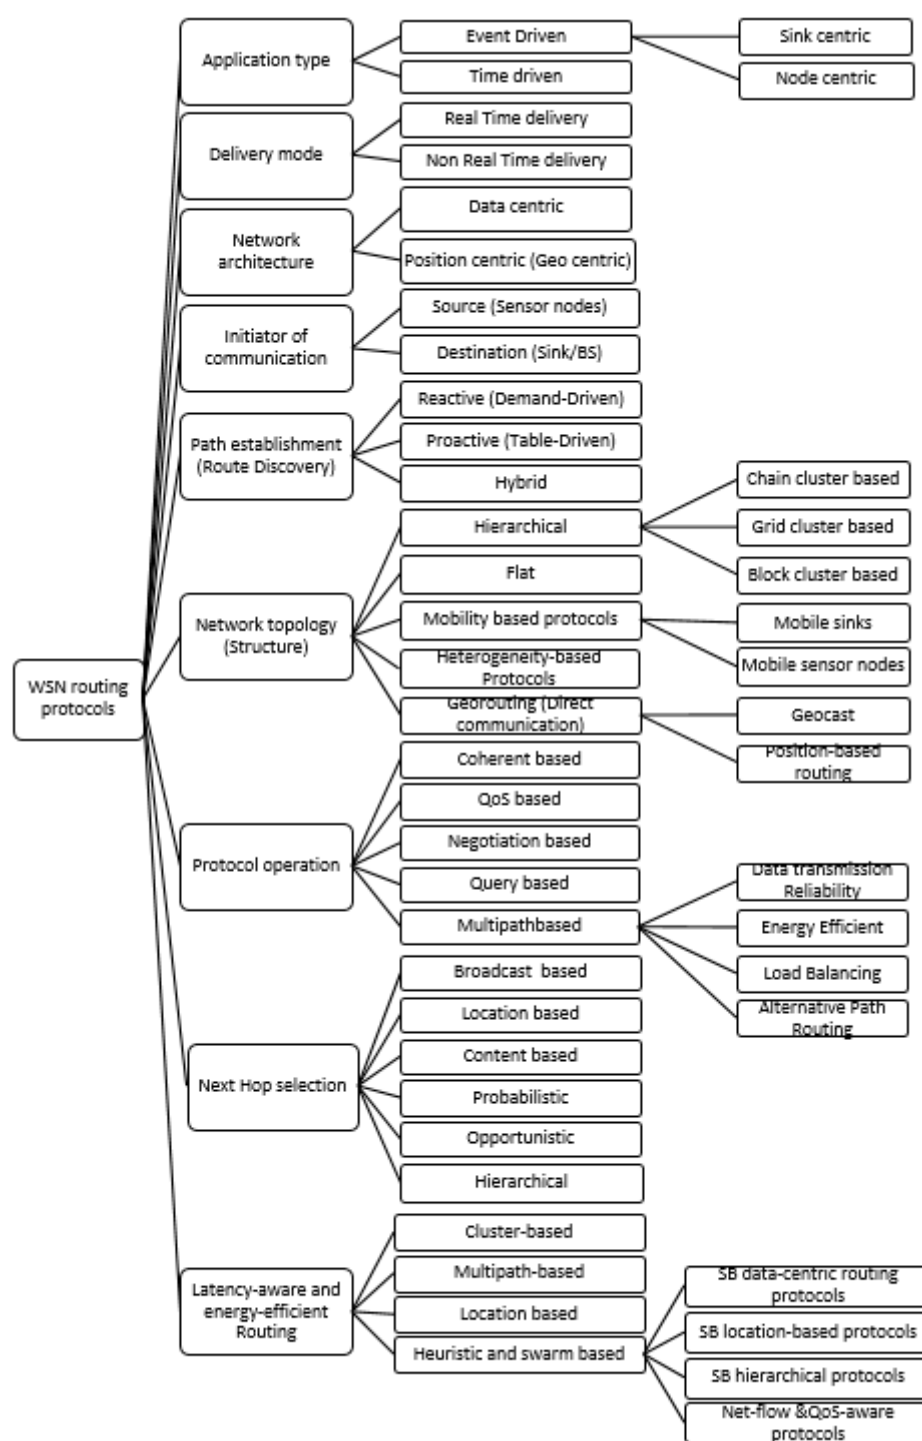 WSN routing
protocols
Application type
Event Driven
Sink centric
Node centric
Time driven
Delivery mode
Real Time delivery
Non Real Time delivery
Network
architecture
Data centric
Position centric (Geo centric)
Initiator of
communication
Source (Sensor nodes)
Destination (Sink/BS)
Path establishment
(Route Discovery)
Reactive (Demand-Driven)
Proactive (Table-Driven)
Hybrid
Network topology
(Structure)
Hierarchical
Chain cluster based
Grid cluster based
Block cluster based
Flat
Mobility based protocols
Mobile sinks
Mobile sensor nodes
Heterogeneity-based
Protocols
Georouting (Direct
communication)
Geocast
Position-based
routing
Protocol operation
Coherent based
QoS based
Negotiation based
Query based
Multipathbased
Data transmission
Reliability
Energy Efficient
Load Balancing
Alternative Path
Routing
Next Hop selection
Broadcast  based
Location based
Content based
Probabilistic
Opportunistic
Hierarchical
Latency-aware and
energy-efficient
Routing
Cluster-based
Multipath-based
Location based
Heuristic and swarm based
SB data-centric routing
protocols
SB location-based protocols
SB hierarchical protocols
Net-flow &QoS-aware
protocols